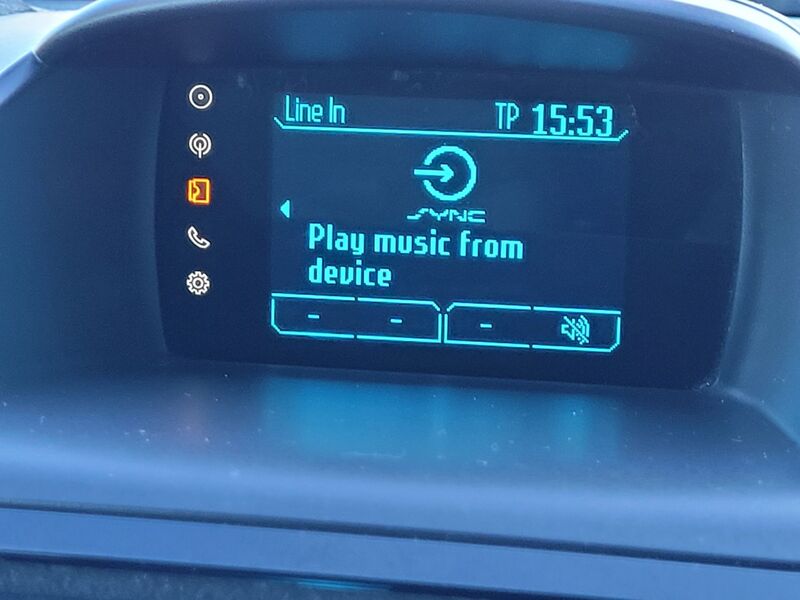 Line In TP 15:53
SYNC
Play music from
device